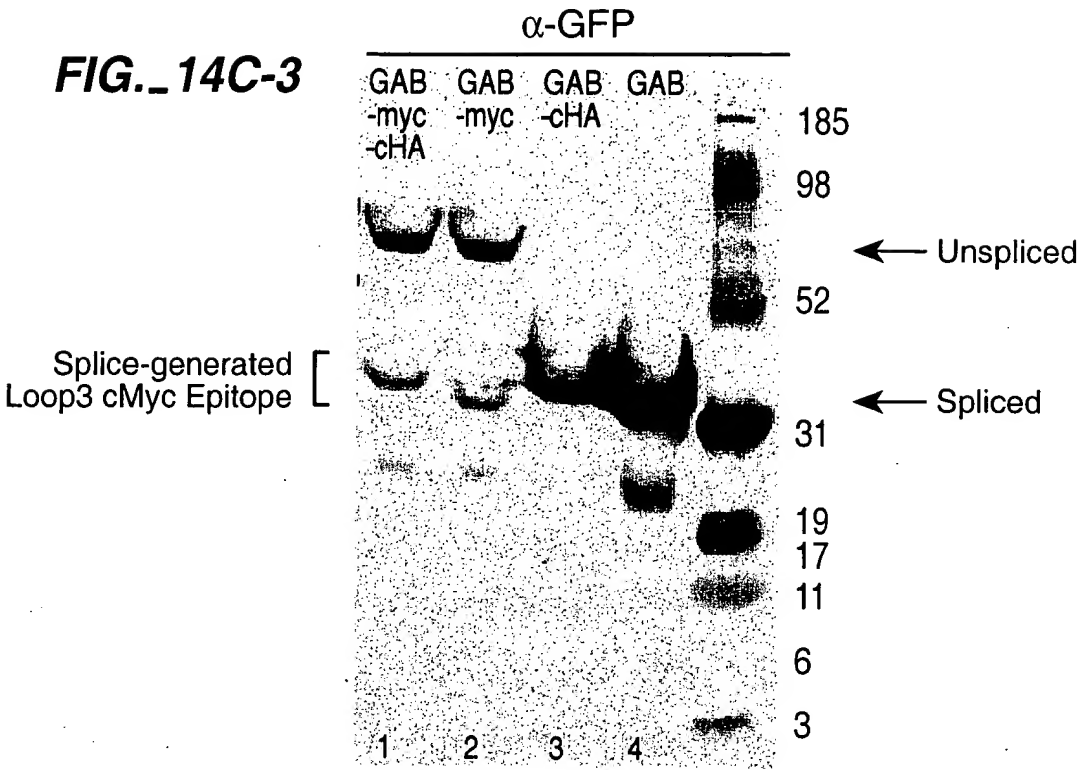 α-GFP
FIG._14C-3
GAB
-myc
-cHA
GAB
-myc
GAB
-cHA
GAB
185
98
Unspliced
52
Splice-generated
Loop3 cMyc Epitope
Spliced
31
19
17
11
6
3
1 2 3 4